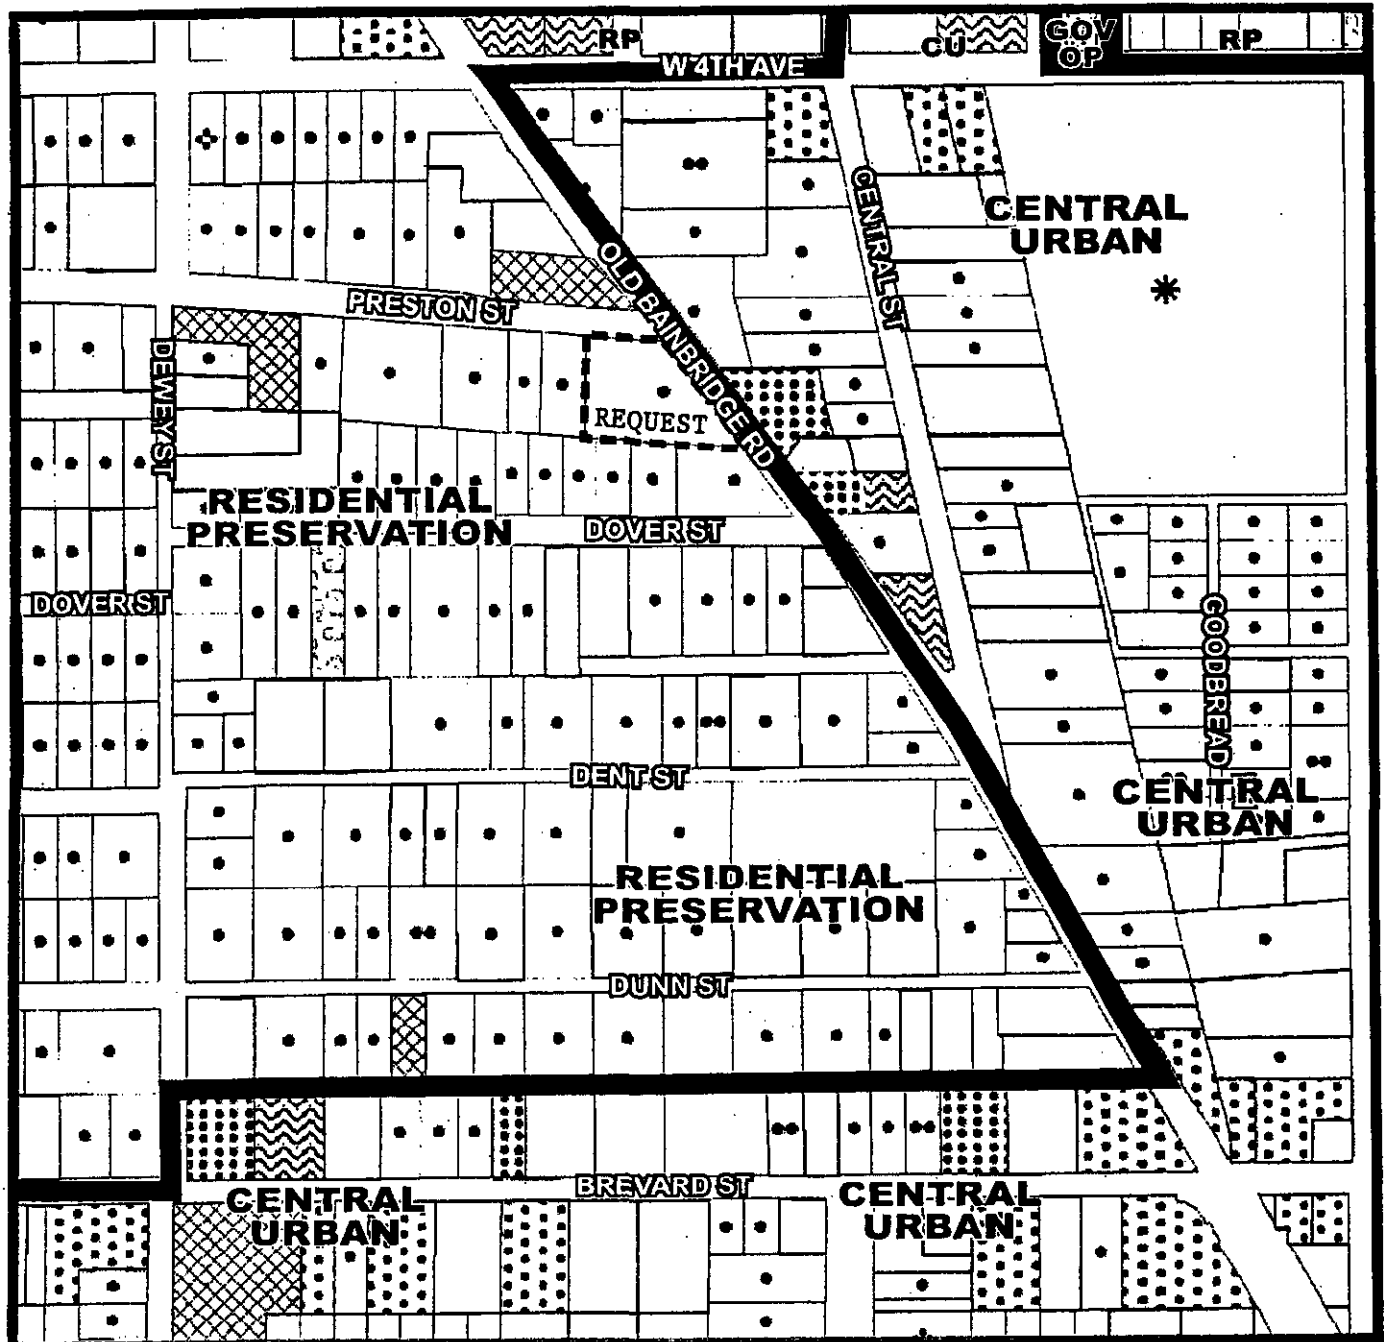 RP
CU
GOV
OP
RP
W 4TH AVE
CENTRAL ST
CENTRAL
URBAN
OLD BAINBRIDGE RD
PRESTON ST
DEWEY ST
REQUEST
RESIDENTIAL
PRESERVATION
DOVER ST
DOVER ST
GOODBREAD
DENT ST
CENTRAL
URBAN
RESIDENTIAL
PRESERVATION
DUNN ST
BREVARD ST
CENTRAL
URBAN
CENTRAL
URBAN